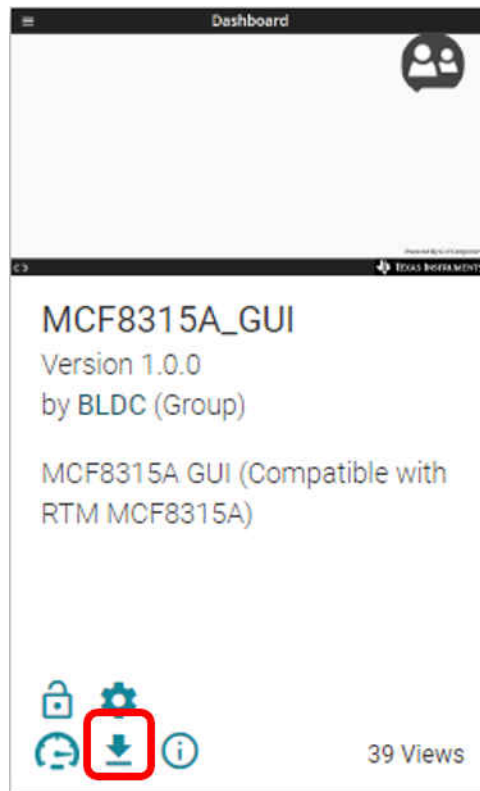 Dashboard
TEXAS INSTRUMENTS
MCF8315A_GUI
Version 1.0.0
by BLDC (Group)
MCF8315A GUI (Compatible with
RTM MCF8315A)
39 Views